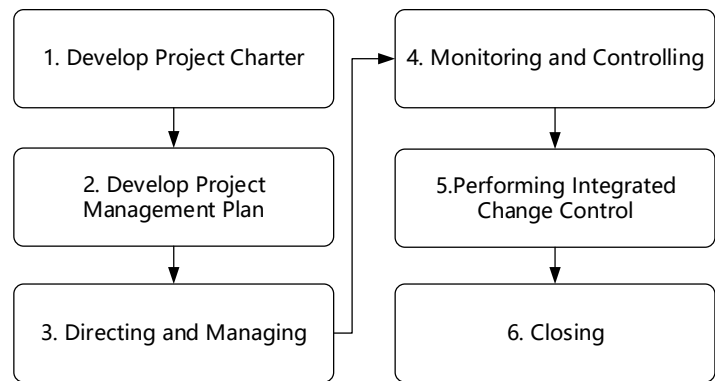 1. Develop Project Charter
2. Develop Project
Management Plan
3. Directing and Managing
4. Monitoring and Controlling
5.Performing Integrated
Change Control
6. Closing